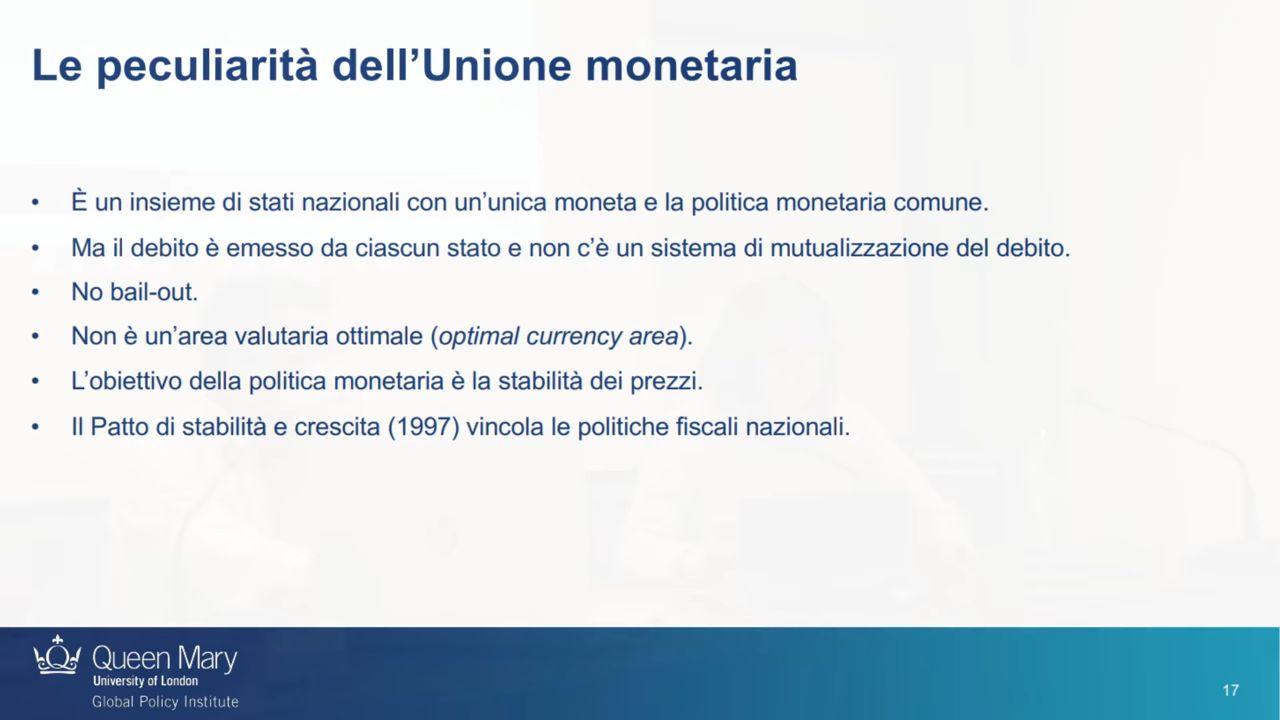 Le peculiarità dell’Unione monetaria
• È un insieme di stati nazionali con un’unica moneta e la politica monetaria comune.
• Ma il debito è emesso da ciascun stato e non c’è un sistema di mutualizzazione del debito.
• No bail-out.
• Non è un’area valutaria ottimale (optimal currency area).
• L’obiettivo della politica monetaria è la stabilità dei prezzi.
• Il Patto di stabilità e crescita (1997) vincola le politiche fiscali nazionali.
Queen Mary
University of London
Global Policy Institute
17